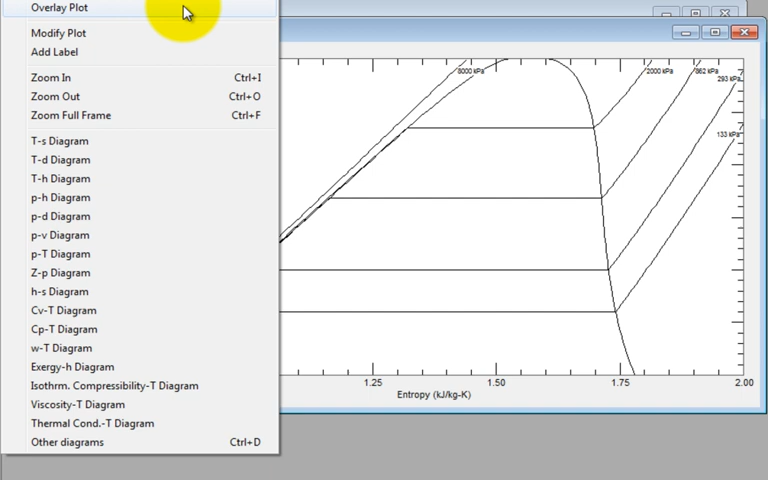 Overlay Plot
Modify Plot
Add Label
Zoom In Ctrl+I
Zoom Out Ctrl+O
Zoom Full Frame Ctrl+F
T-s Diagram
T-d Diagram
T-h Diagram
p-h Diagram
p-d Diagram
p-v Diagram
p-T Diagram
Z-p Diagram
h-s Diagram
Cv-T Diagram
Cp-T Diagram
w-T Diagram
Exergy-h Diagram
Isothrm. Compressibility-T Diagram
Viscosity-T Diagram
Thermal Cond.-T Diagram
Other diagrams Ctrl+D
8000 kPa
2000 kPa
862 kPa
293 kPa
133 kPa
1.25
1.50
1.75
2.00
Entropy (kJ/kg-K)